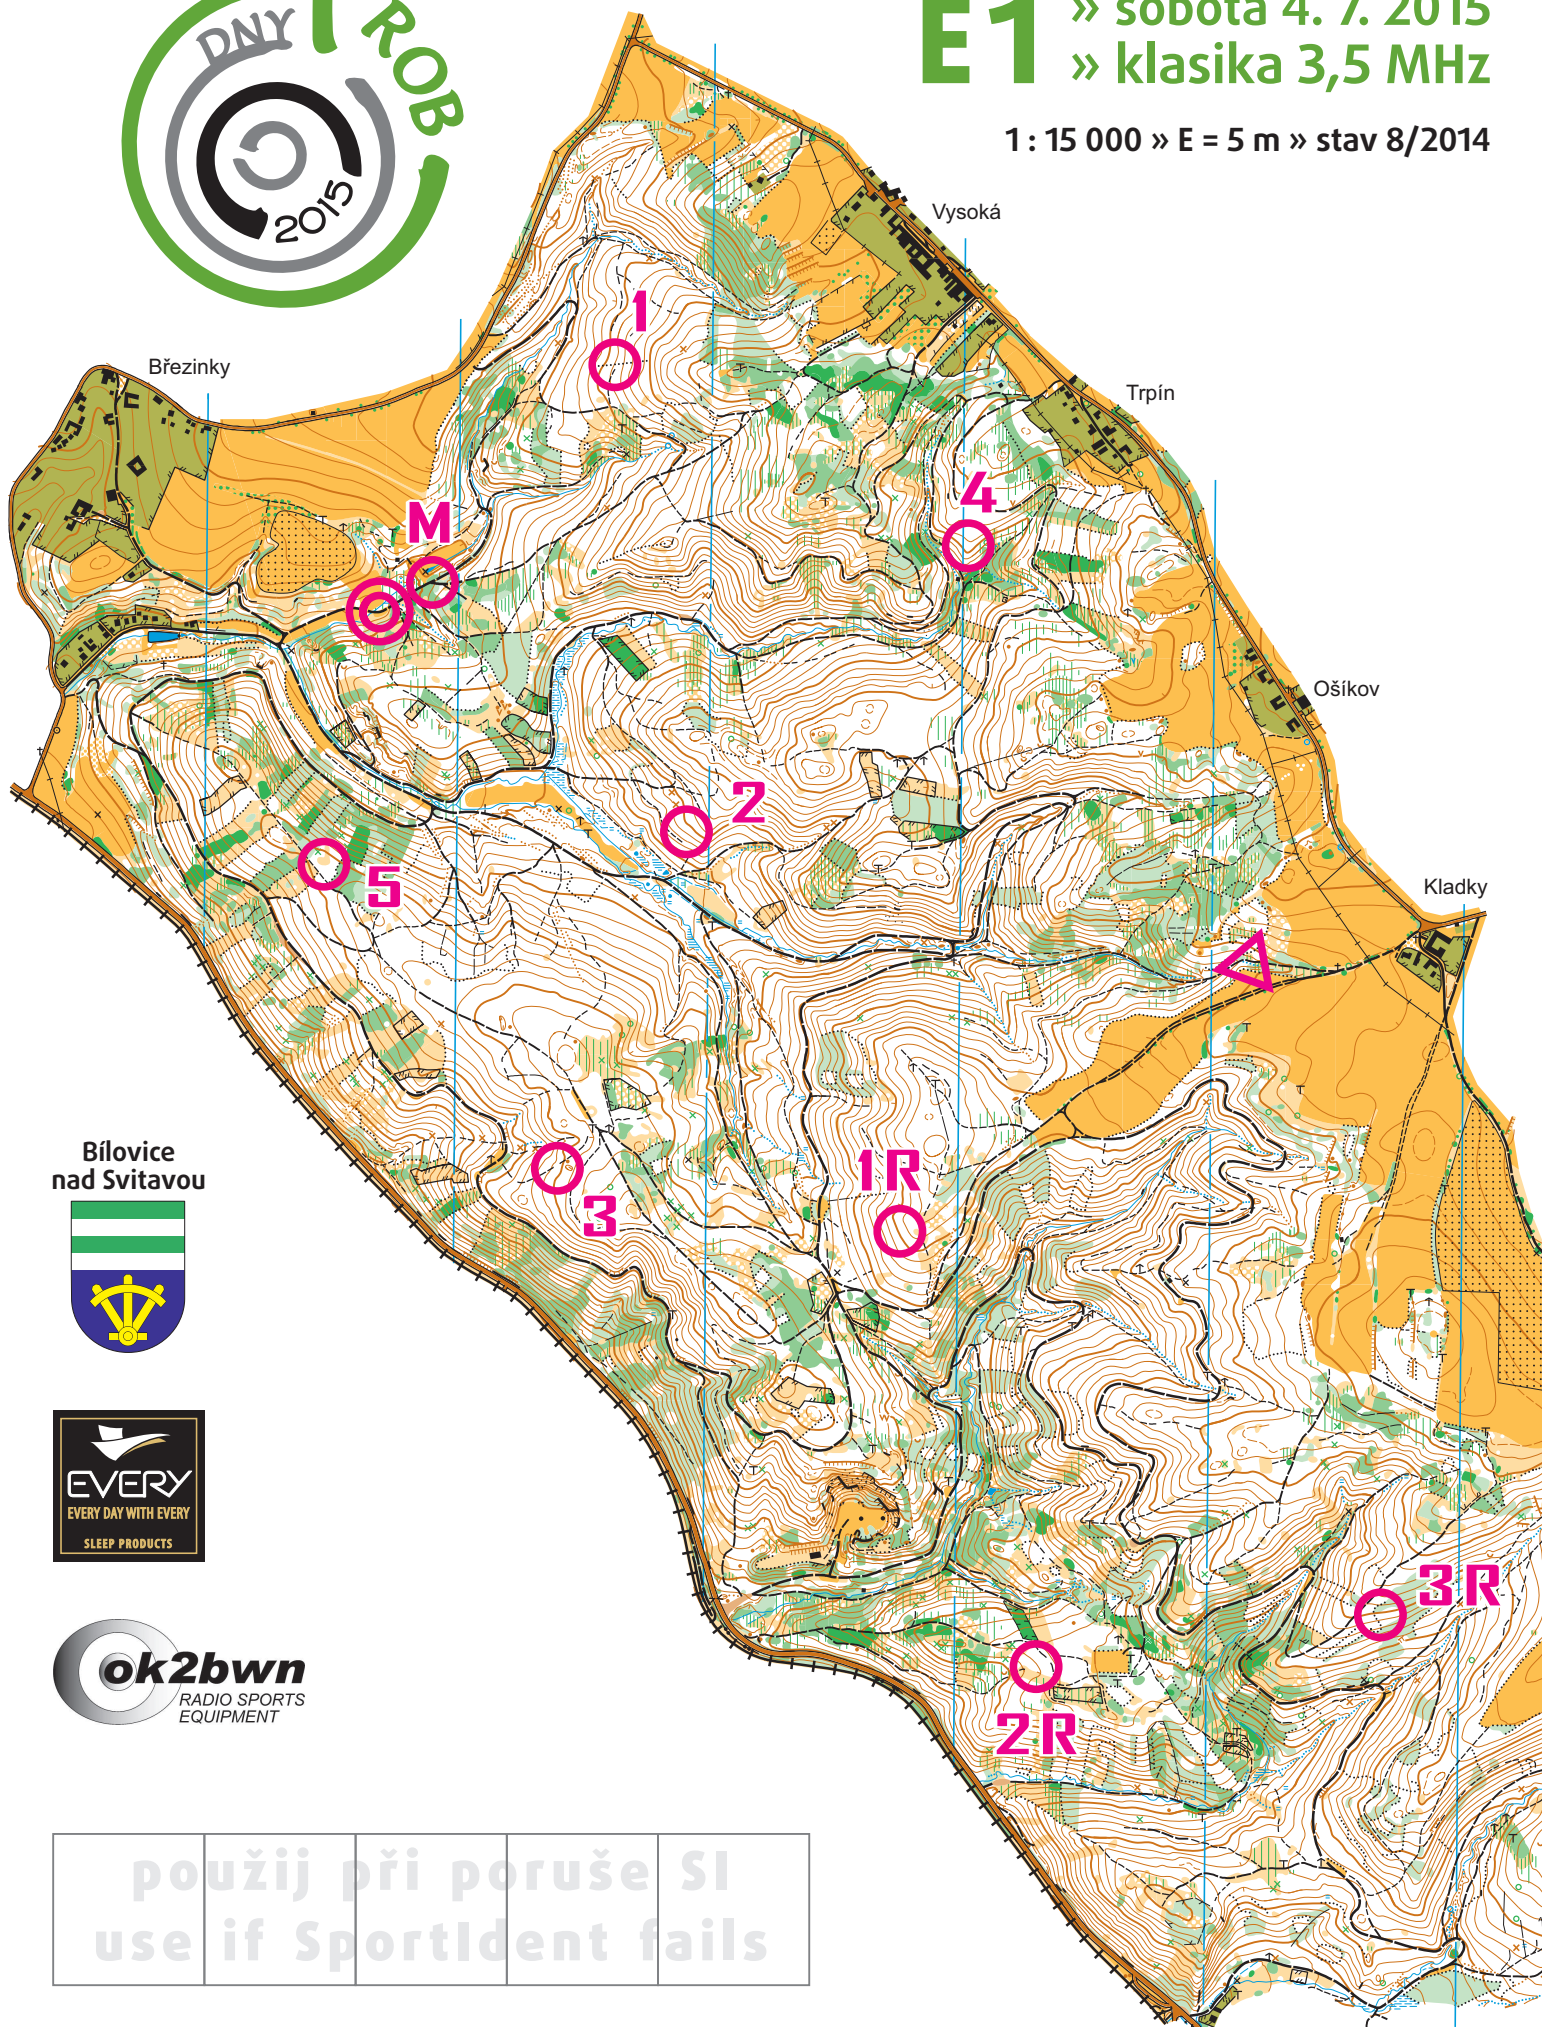 DNY
ROB
2015
E1
» sobota 4. 7. 2015
» klasika 3,5 MHz
1 : 15 000 » E = 5 m » stav 8/2014
Vysoká
Březinky
Trpín
Ošíkov
Kladky
1
M
4
2
5
3
1R
2R
3R
Bílovice
nad Svitavou
EVERY
EVERY DAY WITH EVERY
SLEEP PRODUCTS
ok2bwn
RADIO SPORTS
EQUIPMENT
použij při poruše SI
use if SportIdent fails